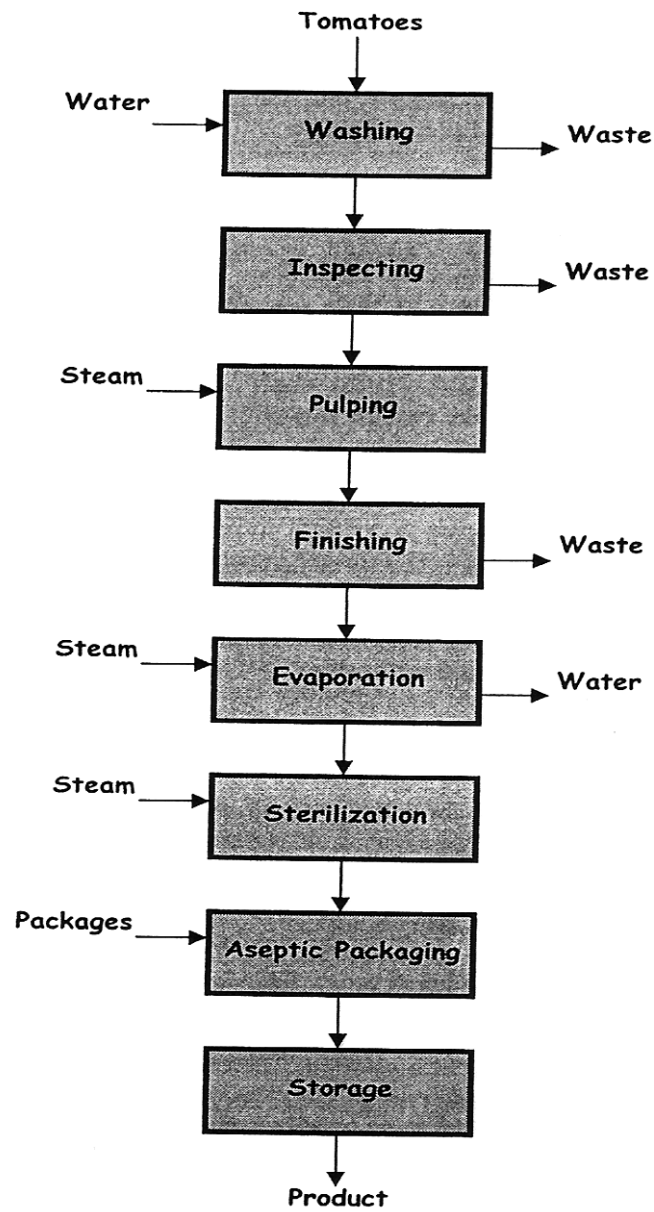 Tomatoes
Water
Washing
Waste
Inspecting
Waste
Steam
Pulping
Finishing
Waste
Steam
Evaporation
Water
Steam
Sterilization
Packages
Aseptic Packaging
Storage
Product